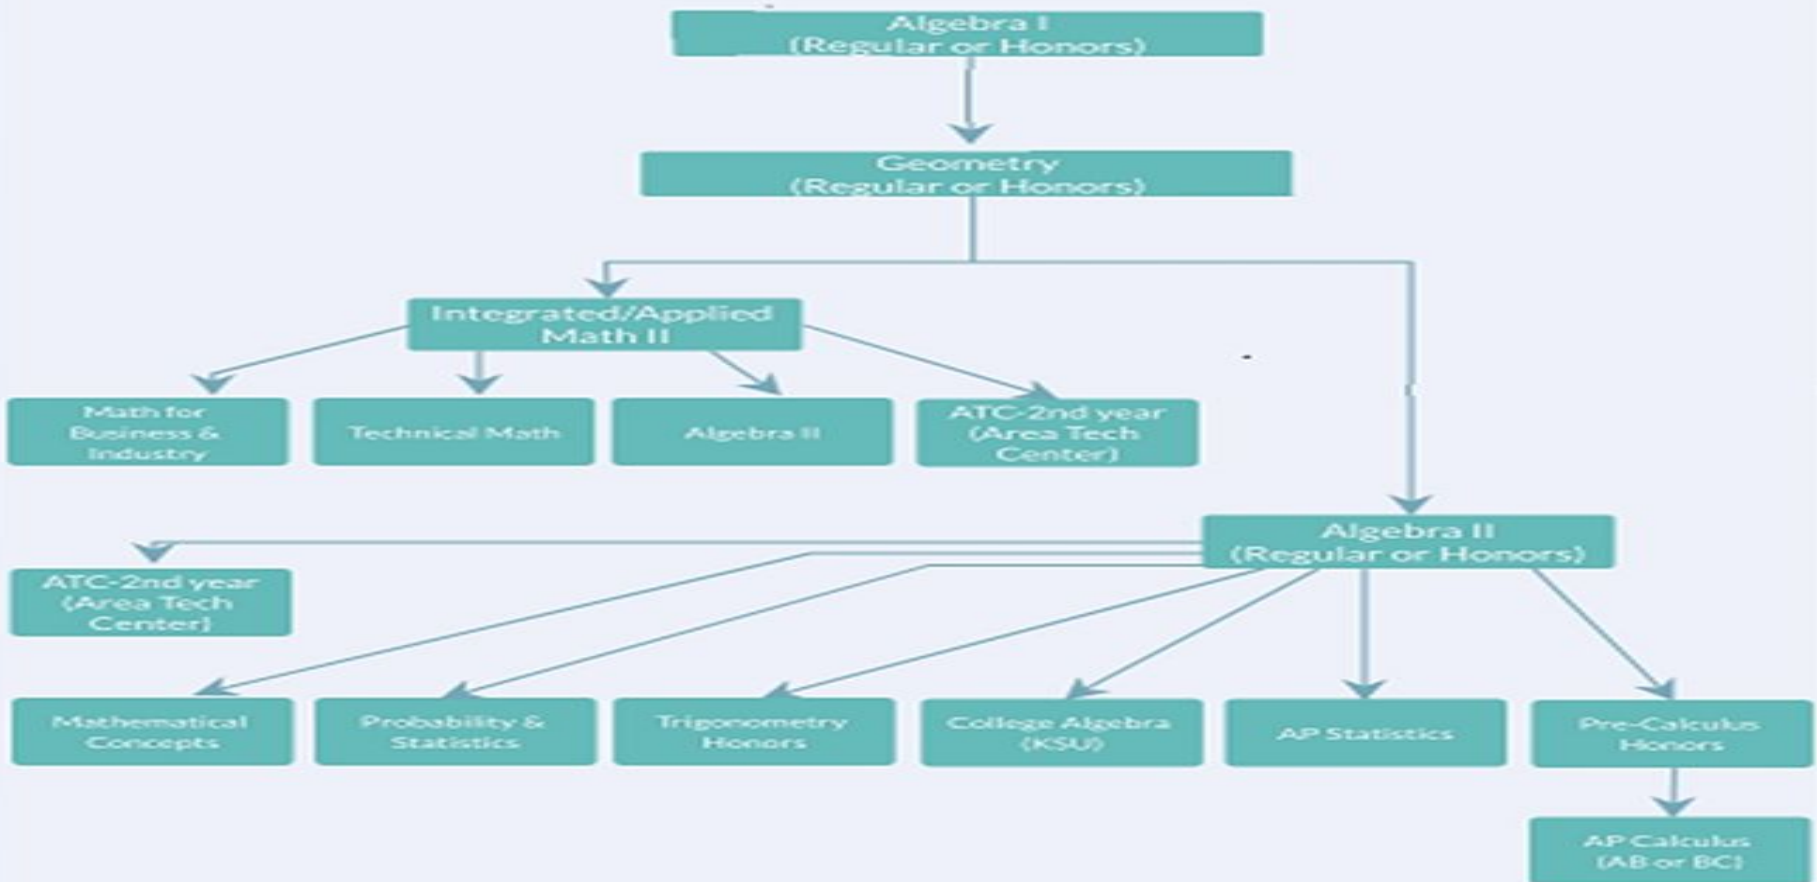 Algebra I
(Regular or Honors)
Geometry
(Regular or Honors)
Integrated/Applied
Math II
Math for
Business &
Industry
Technical Math
Algebra II
ATC-2nd year
(Area Tech
Center)
Algebra II
(Regular or Honors)
ATC-2nd year
(Area Tech
Center)
Mathematical
Concepts
Probability &
Statistics
Trigonometry
Honors
College Algebra
(KSU)
AP Statistics
Pre-Calculus
Honors
AP Calculus
(AB or BC)